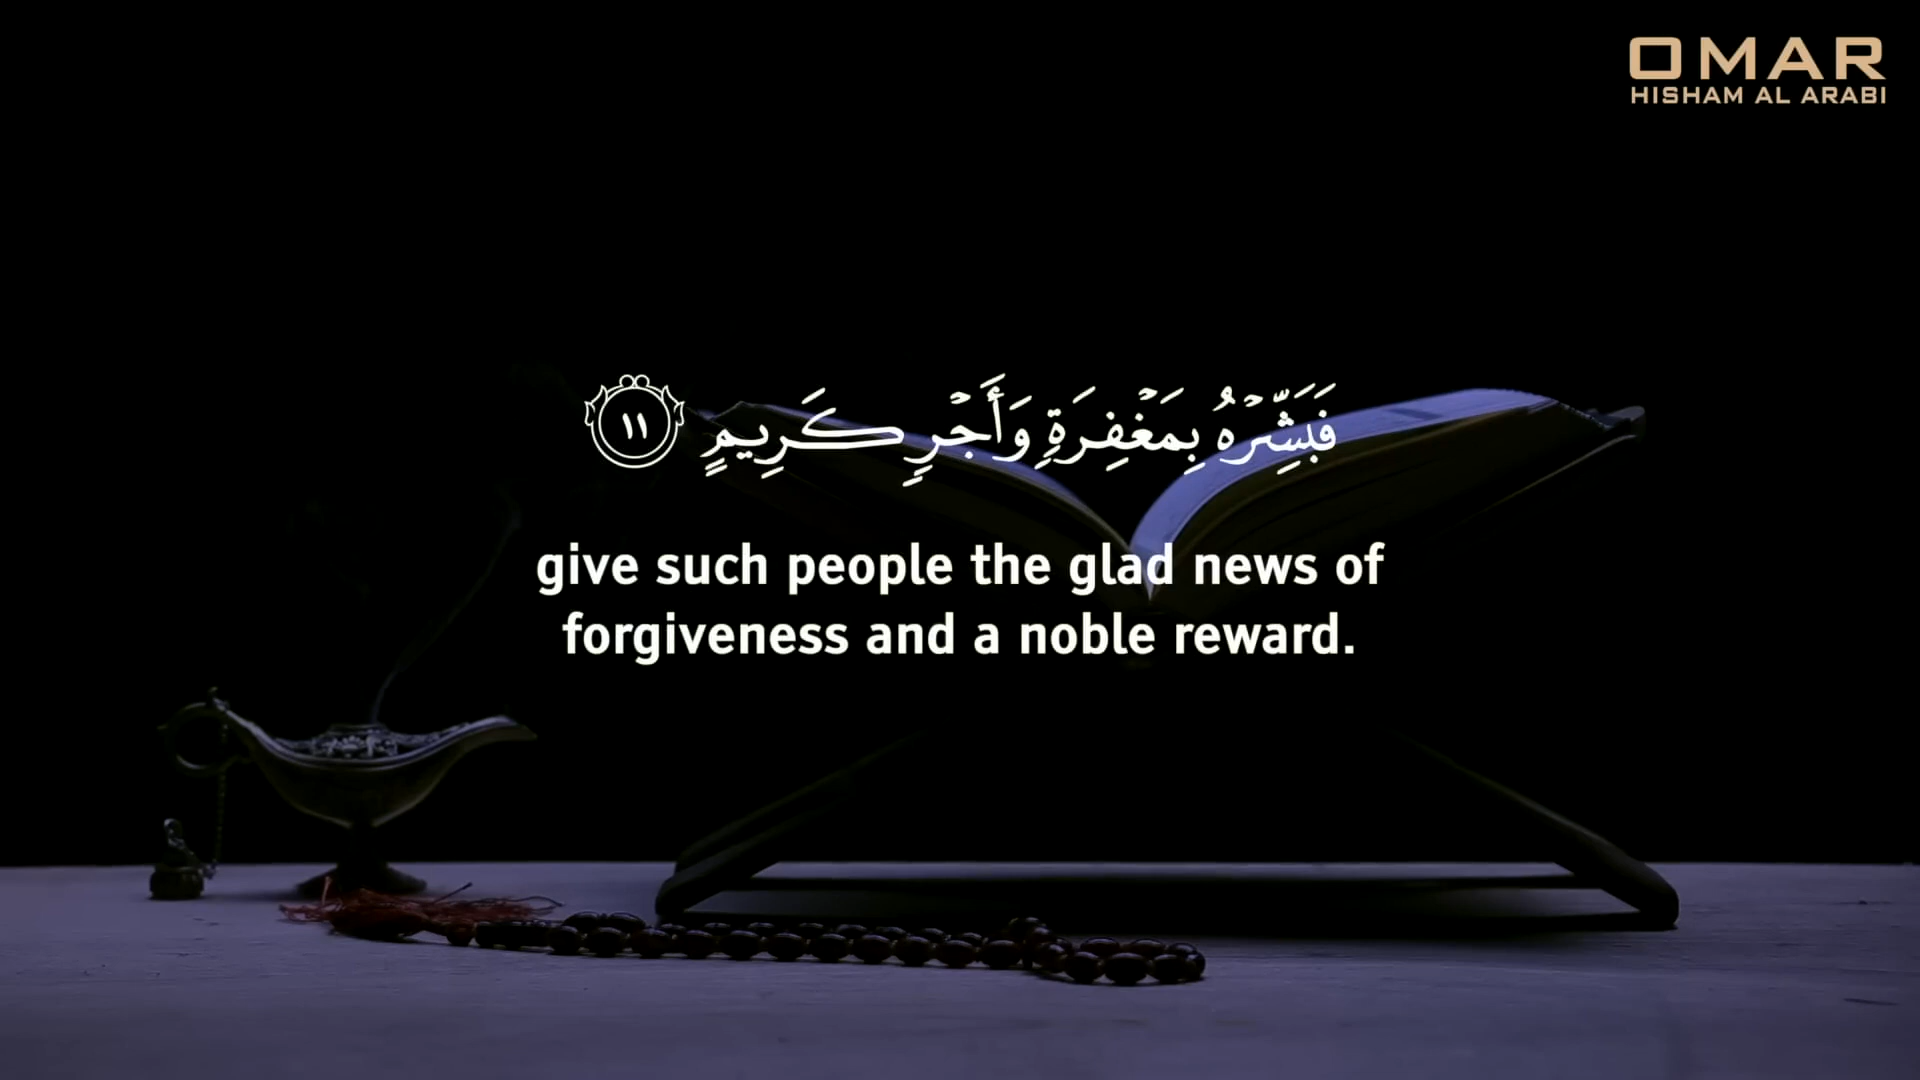 OMAR
HISHAM AL ARABI
فَبَشِّرْهُ بِمَغْفِرَةٍ وَأَجْرٍ كَرِيمٍ ١١
give such people the glad news of
forgiveness and a noble reward.